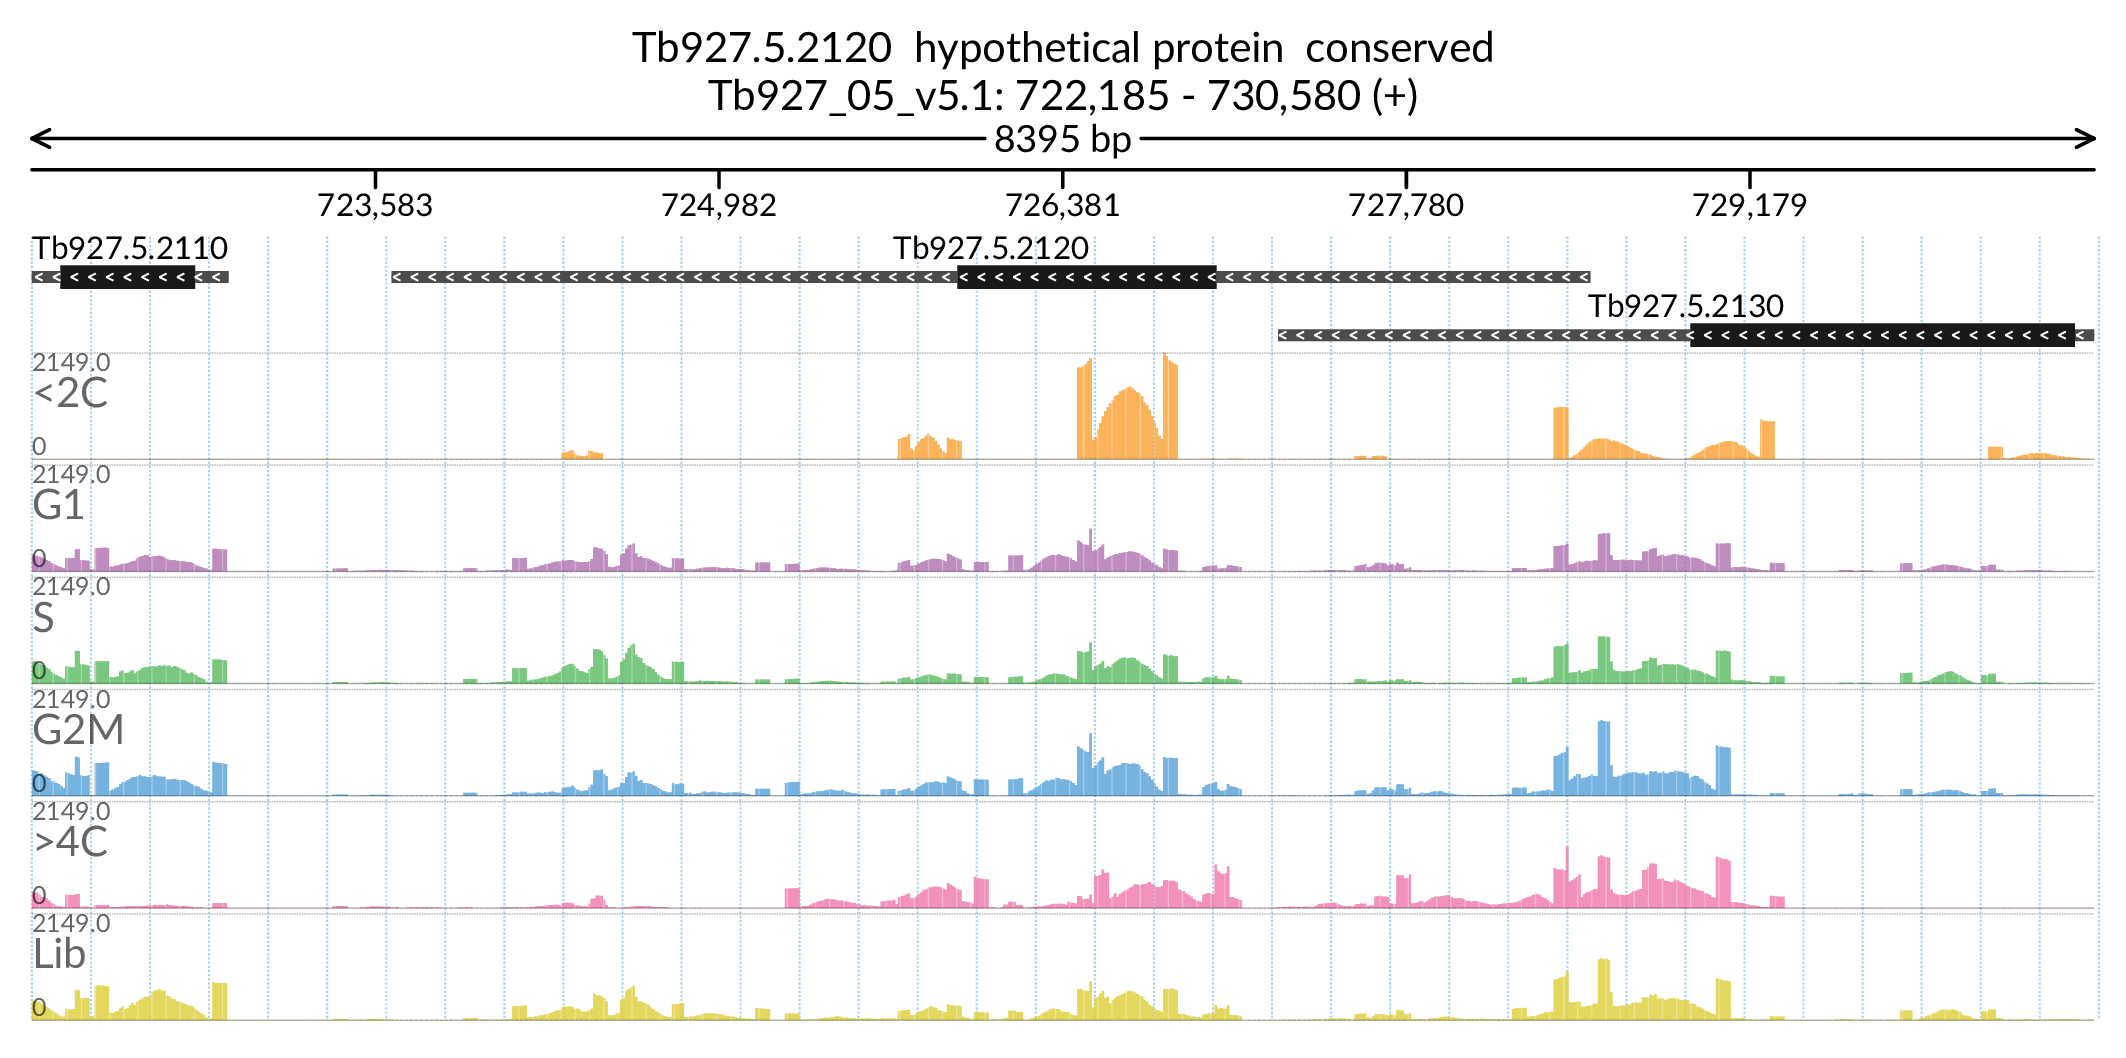 Tb927.5.2120  hypothetical protein  conserved
Tb927_05_v5.1: 722,185 - 730,580 (+)
8395 bp
723,583 724,982 726,381 727,780 729,179
Tb927.5.2110 Tb927.5.2120
Tb927.5.2130
2149.0
<2C
0
2149.0
G1
0
2149.0
S
0
2149.0
G2M
0
2149.0
>4C
0
2149.0
Lib
0